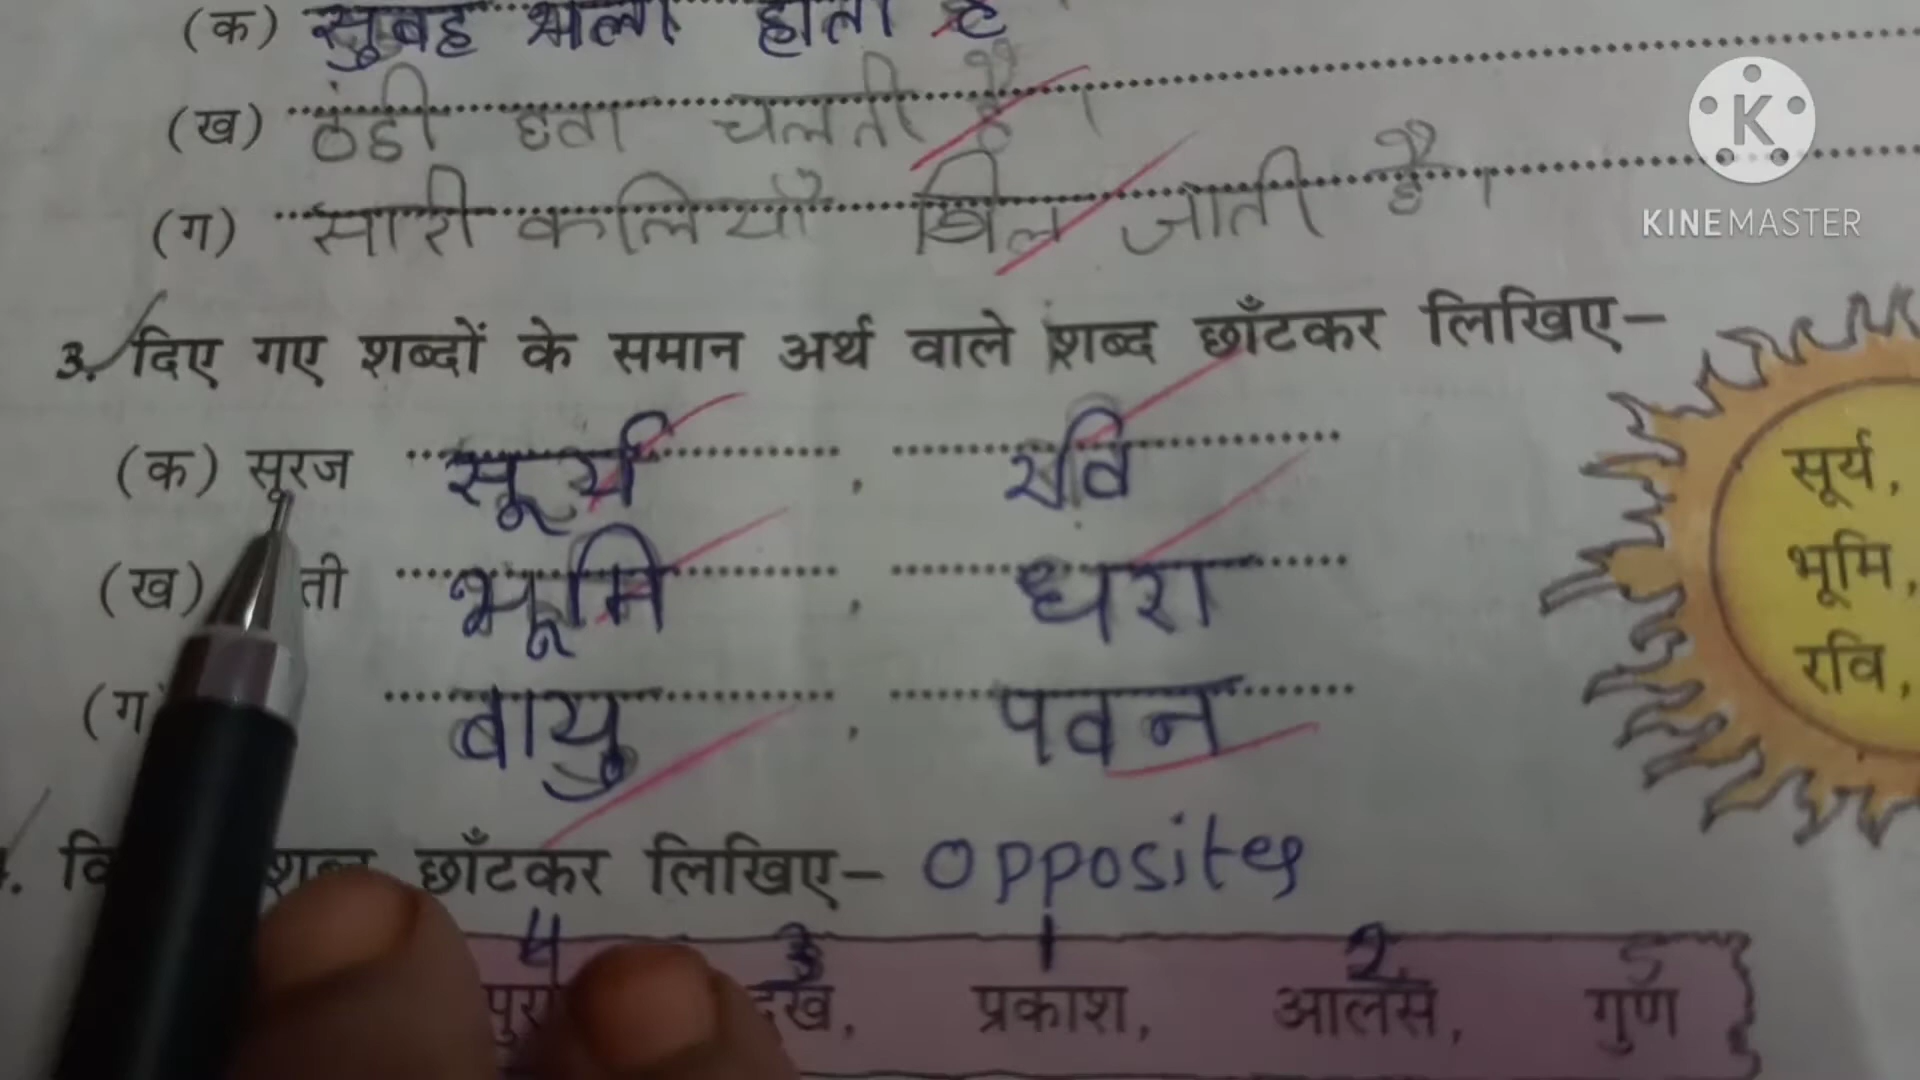 (क) सुबह भला होता है
(ख) ठंडी हवा चलती है।
(ग) सारी कलियाँ खिल जाती है।
K
KINEMASTER
3. दिए गए शब्दों के समान अर्थ वाले शब्द छाँटकर लिखिए–
(क) सूरज सूर्य , रवि
(ख) ती भूमि , धरा
(ग बायु , पवन
सूर्य,
भूमि,
रवि,
छाँटकर लिखिए– Opposites
4 3 1 2 5
प्रकाश, आलस, गुण